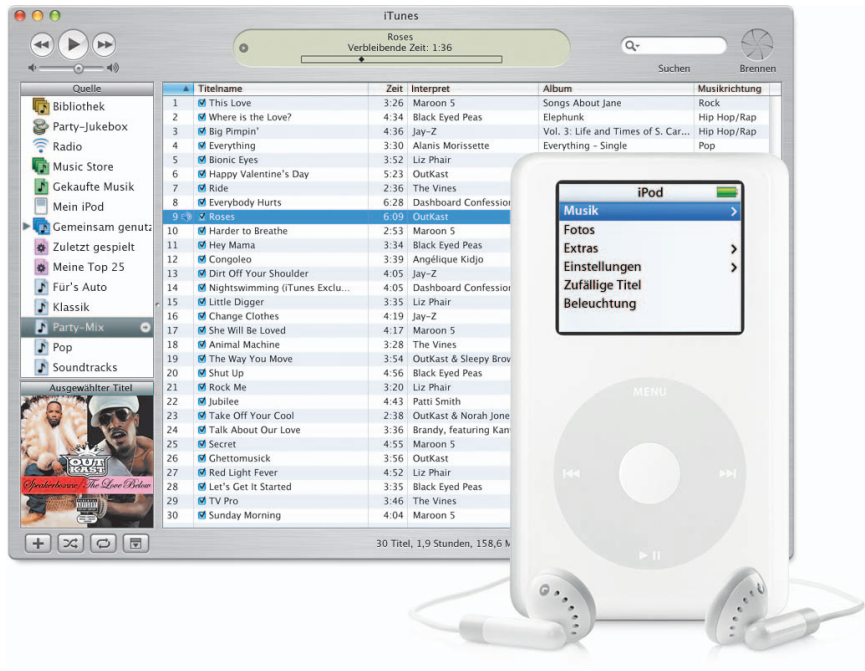 iTunes
Roses
Verbleibende Zeit: 1:36
Suchen
Brennen
Quelle
Bibliothek
Party-Jukebox
Radio
Music Store
Gekaufte Musik
Mein iPod
Gemeinsam genutz
Zuletzt gespielt
Meine Top 25
Für's Auto
Klassik
Party-Mix
Pop
Soundtracks
Ausgewählter Titel
OUT KAST
Speakerboxxx/The Love Below
Titelname Zeit Interpret Album Musikrichtung
1 This Love 3:26 Maroon 5 Songs About Jane Rock
2 Where is the Love? 4:34 Black Eyed Peas Elephunk Hip Hop/Rap
3 Big Pimpin' 4:36 Jay-Z Vol. 3: Life and Times of S. Car... Hip Hop/Rap
4 Everything 3:30 Alanis Morissette Everything - Single Pop
5 Bionic Eyes 3:52 Liz Phair
6 Happy Valentine's Day 5:23 OutKast
7 Ride 2:36 The Vines
8 Everybody Hurts 6:28 Dashboard Confession
9 Roses 6:09 OutKast
10 Harder to Breathe 2:53 Maroon 5
11 Hey Mama 3:34 Black Eyed Peas
12 Congoleo 3:39 Angélique Kidjo
13 Dirt Off Your Shoulder 4:05 Jay-Z
14 Nightswimming (iTunes Exclu... 4:05 Dashboard Confession
15 Little Digger 3:35 Liz Phair
16 Change Clothes 4:19 Jay-Z
17 She Will Be Loved 4:17 Maroon 5
18 Animal Machine 3:28 The Vines
19 The Way You Move 3:54 OutKast & Sleepy Brow
20 Shut Up 4:56 Black Eyed Peas
21 Rock Me 3:20 Liz Phair
22 Jubilee 4:43 Patti Smith
23 Take Off Your Cool 2:38 OutKast & Norah Jone
24 Talk About Our Love 3:36 Brandy, featuring Kan
25 Secret 4:55 Maroon 5
26 Ghettomusick 3:56 OutKast
27 Red Light Fever 4:52 Liz Phair
28 Let's Get It Started 3:35 Black Eyed Peas
29 TV Pro 3:46 The Vines
30 Sunday Morning 4:04 Maroon 5
30 Titel, 1,9 Stunden, 158,6 M
iPod
Musik
Fotos
Extras
Einstellungen
Zufällige Titel
Beleuchtung
MENU